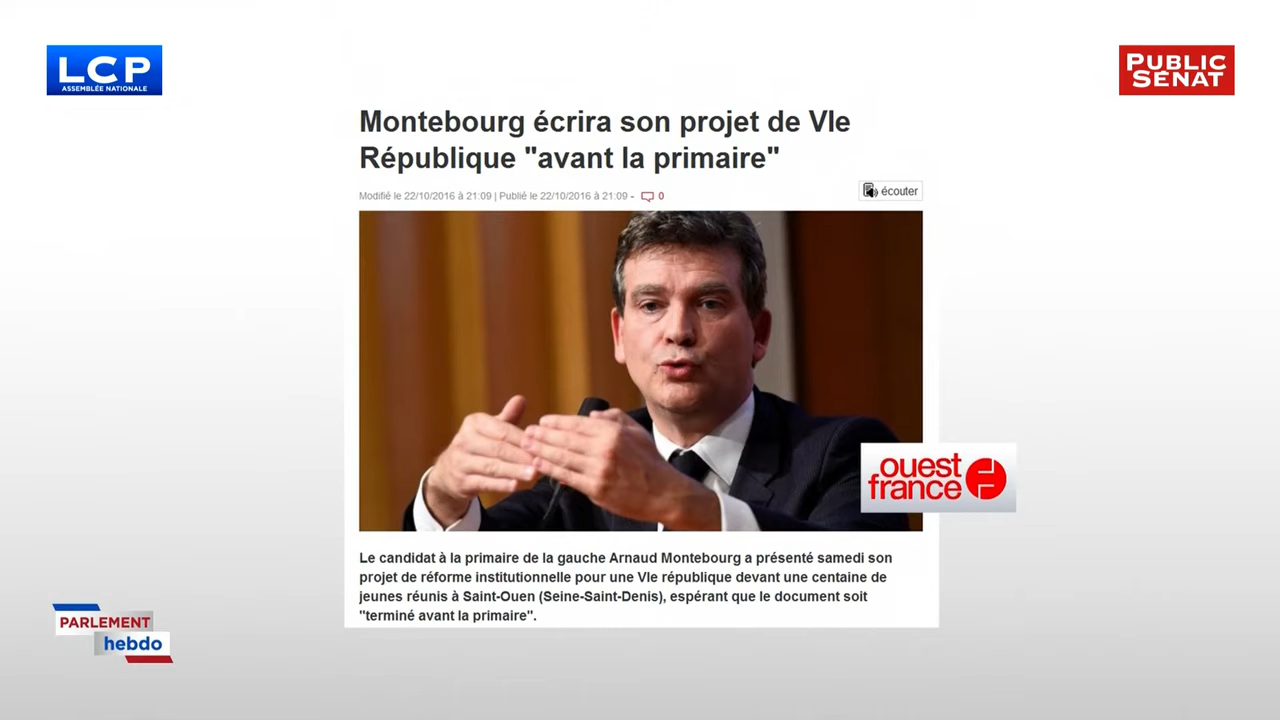 LCP
ASSEMBLÉE NATIONALE
PUBLIC
SÉNAT
Montebourg écrira son projet de VIe
République "avant la primaire"
Modifié le 22/10/2016 à 21:09 | Publié le 22/10/2016 à 21:09 - 0
écouter
ouest
france
Le candidat à la primaire de la gauche Arnaud Montebourg a présenté samedi son
projet de réforme institutionnelle pour une VIe république devant une centaine de
jeunes réunis à Saint-Ouen (Seine-Saint-Denis), espérant que le document soit
"terminé avant la primaire".
PARLEMENT
hebdo